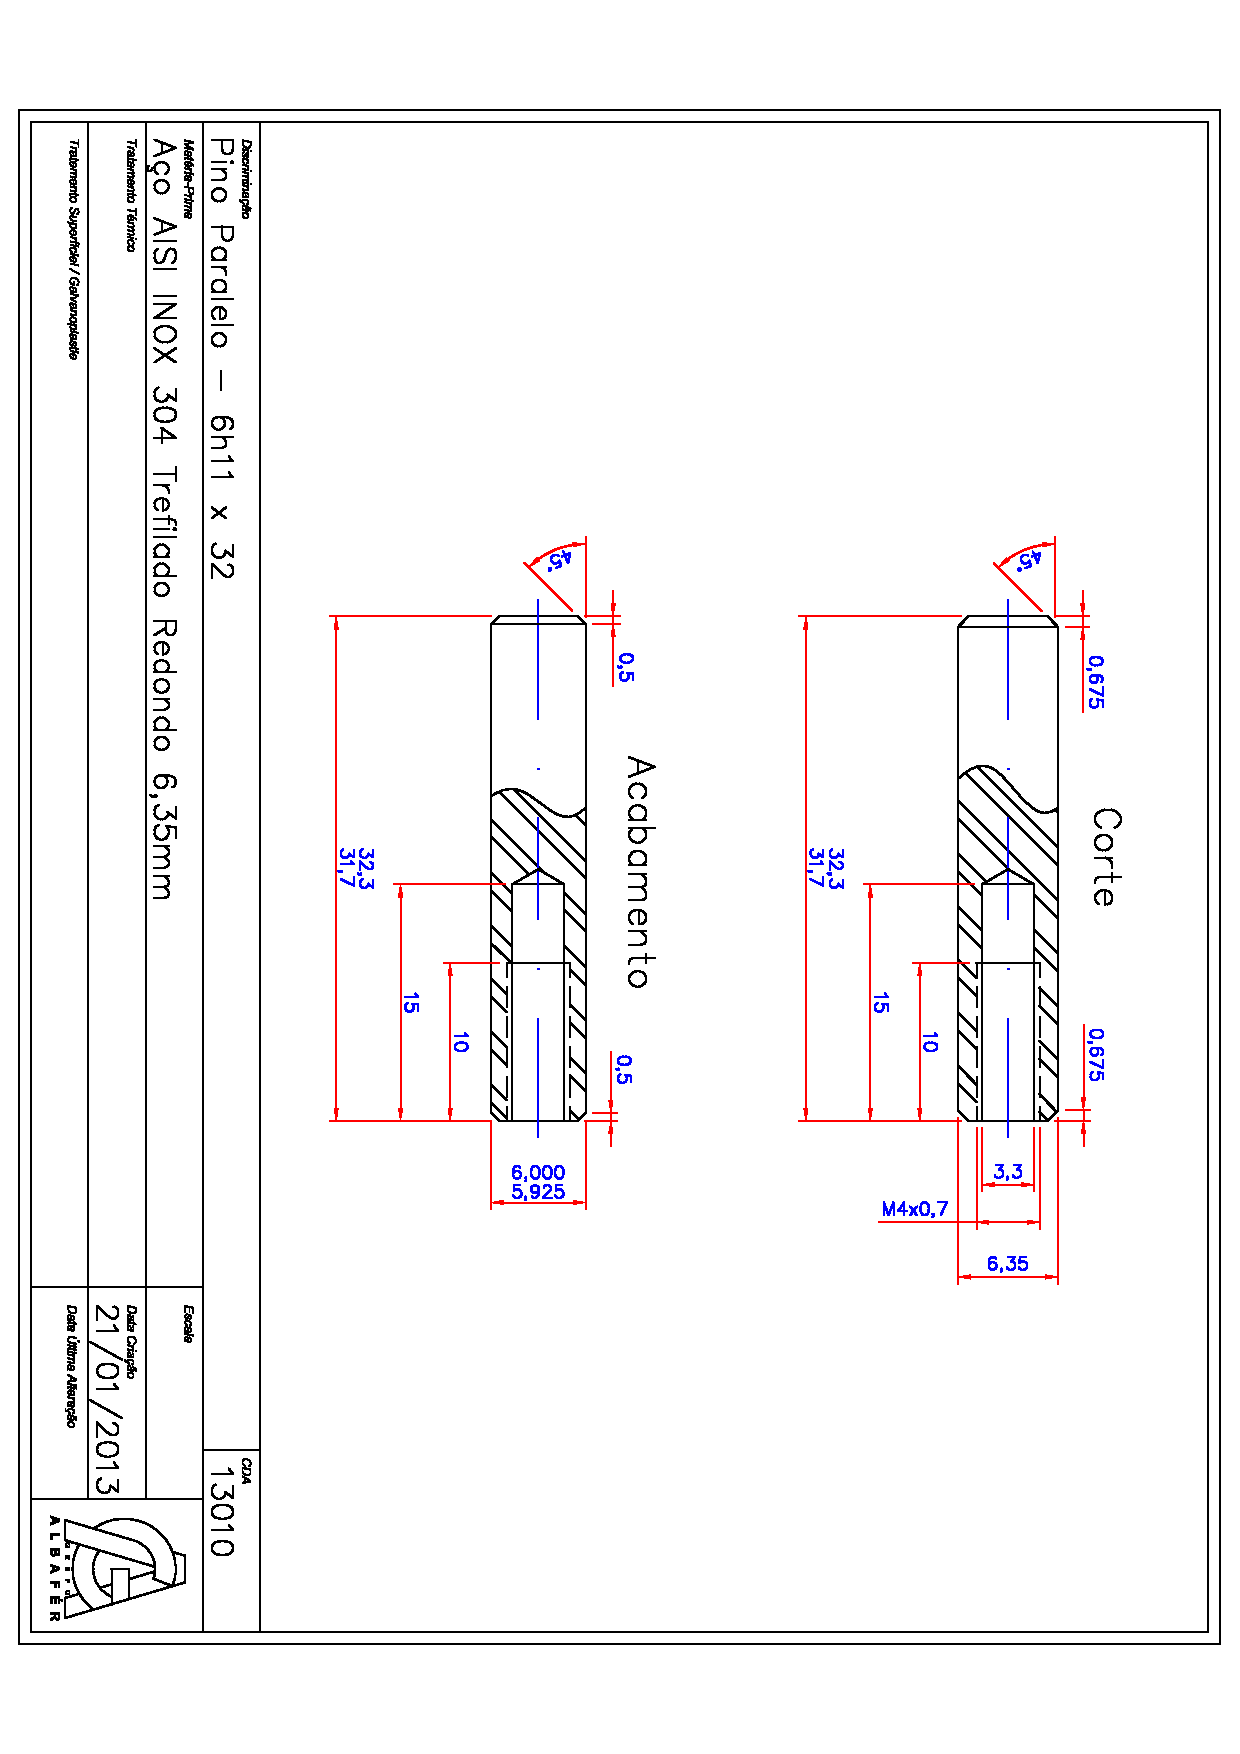 Corte
45°
0,675
32,3
31,7
15
10
0,675
3,3
M4x0,7
6,35
Acabamento
45°
0,5
32,3
31,7
15
10
0,5
6,000
5,925
Discriminação
Pino Paralelo - 6h11 x 32
CDA
13010
Matéria-Prima
Aço AISI INOX 304 Trefilado Redondo 6,35mm
Escala
Tratamento Térmico
Data Criação
21/01/2013
Tratamento Superficial / Galvanoplastia
Data Última Alteração
GRUPO
ALBAFÉR